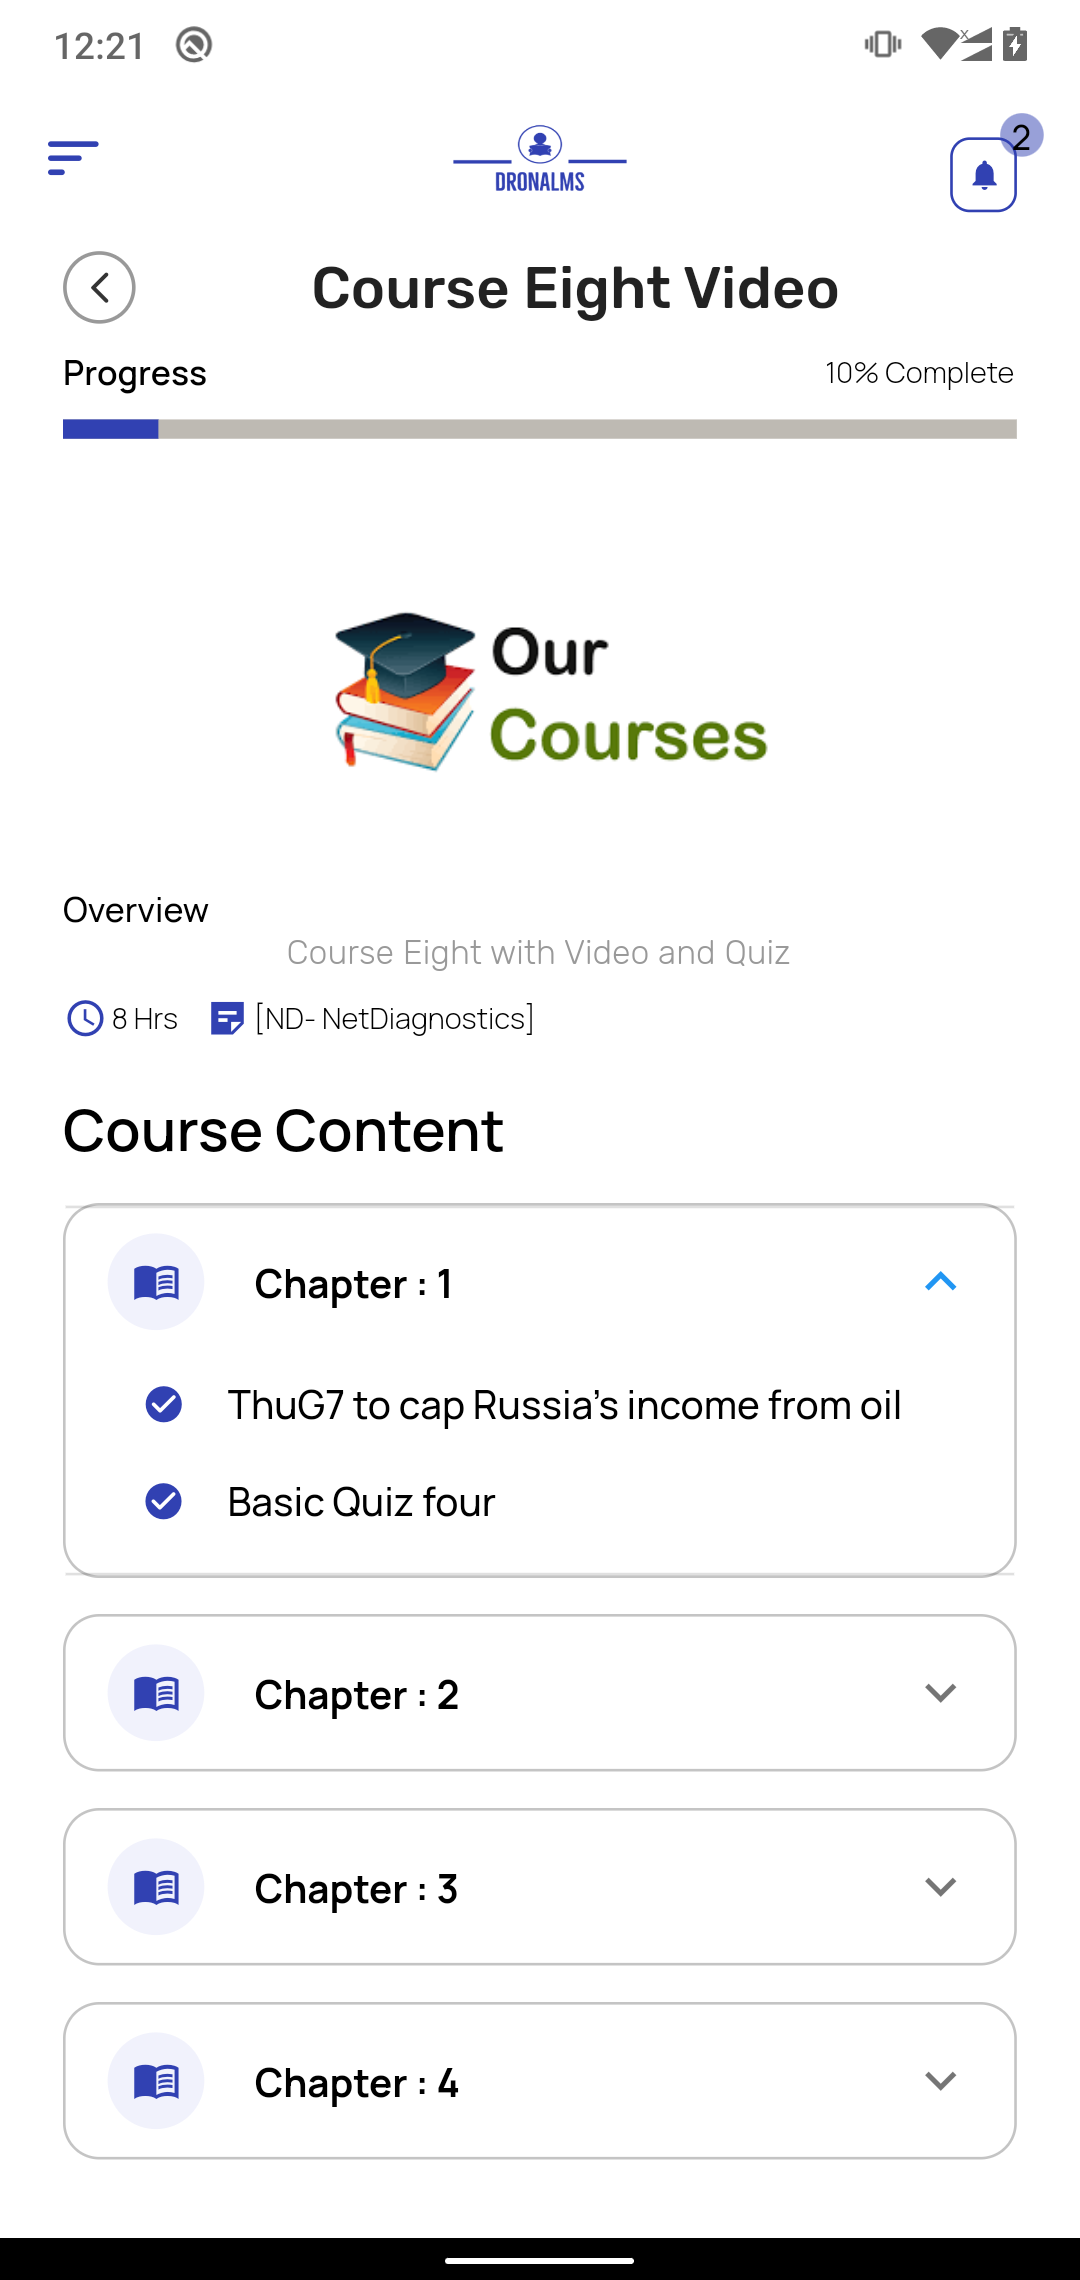 12:21
2
DRONALMS
Course Eight Video
Progress
10% Complete
Our
Courses
Overview
Course Eight with Video and Quiz
8 Hrs
[ND- NetDiagnostics]
Course Content
Chapter : 1
ThuG7 to cap Russia’s income from oil
Basic Quiz four
Chapter : 2
Chapter : 3
Chapter : 4